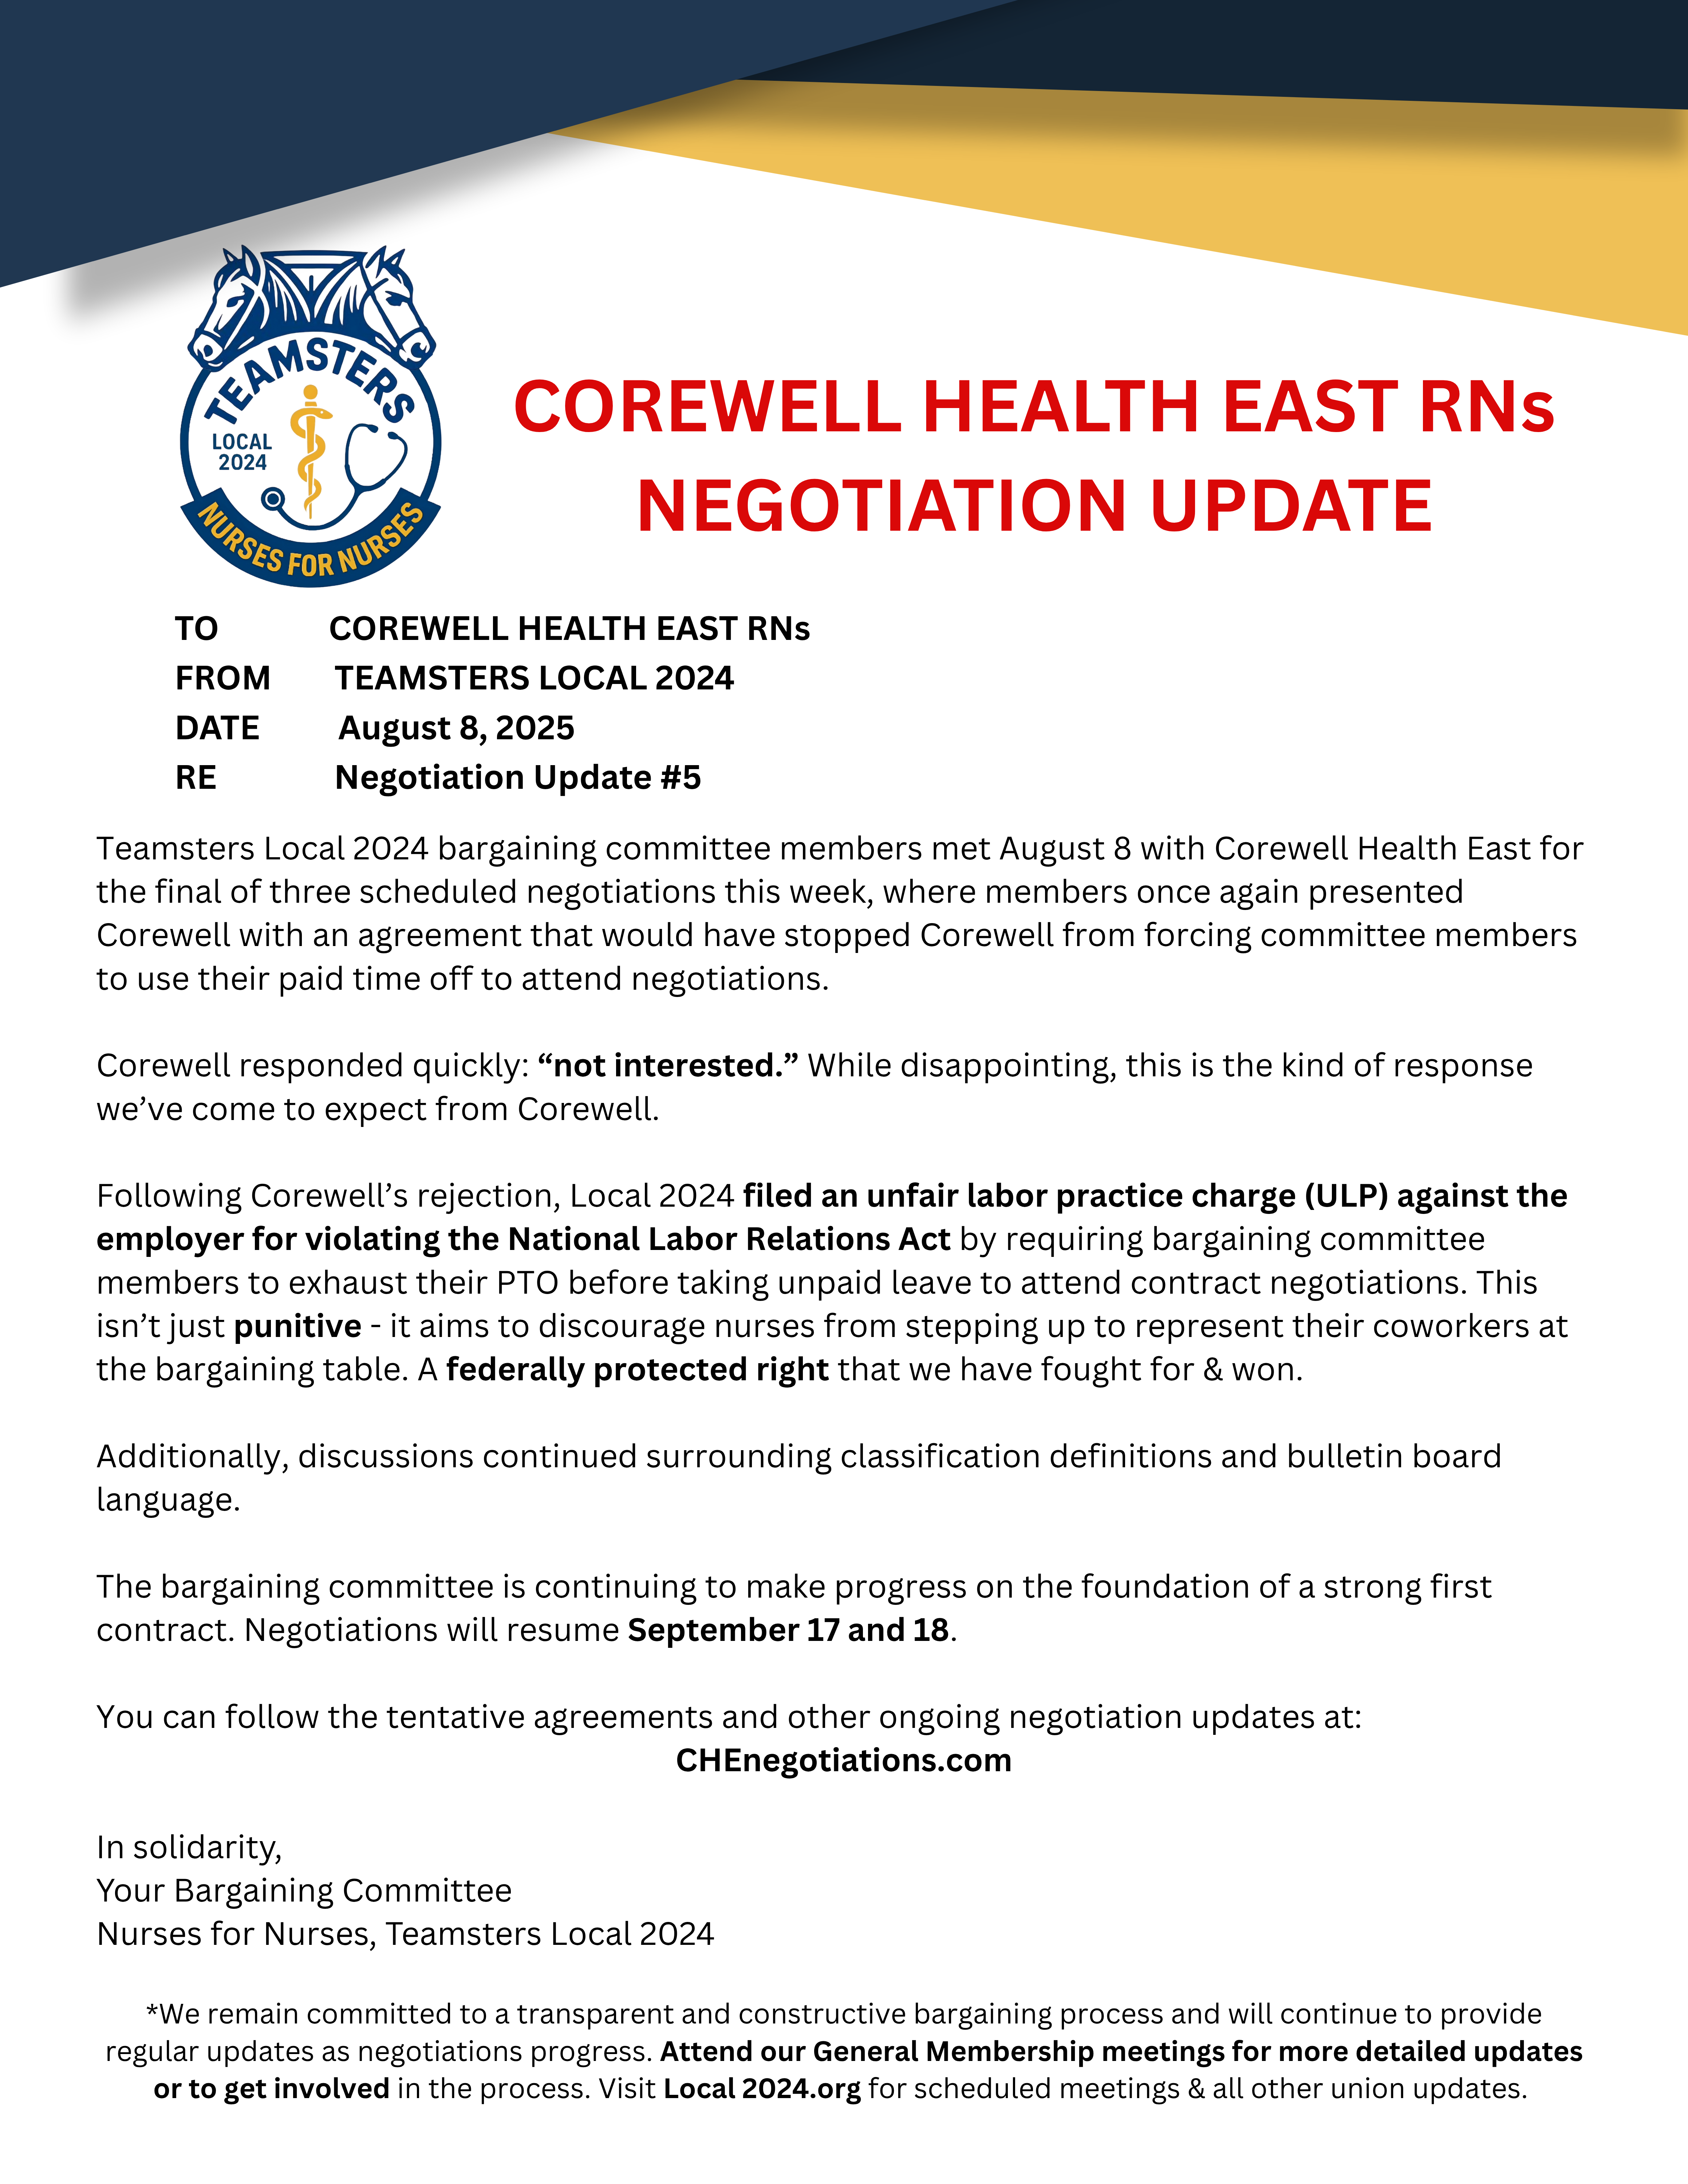 TEAMSTERS
LOCAL
2024
NURSES FOR NURSES
COREWELL HEALTH EAST RNs
NEGOTIATION UPDATE
TO COREWELL HEALTH EAST RNs
FROM TEAMSTERS LOCAL 2024
DATE August 8, 2025
RE Negotiation Update #5
Teamsters Local 2024 bargaining committee members met August 8 with Corewell Health East for
the final of three scheduled negotiations this week, where members once again presented
Corewell with an agreement that would have stopped Corewell from forcing committee members
to use their paid time off to attend negotiations.
Corewell responded quickly: “not interested.” While disappointing, this is the kind of response
we’ve come to expect from Corewell.
Following Corewell’s rejection, Local 2024 filed an unfair labor practice charge (ULP) against the
employer for violating the National Labor Relations Act by requiring bargaining committee
members to exhaust their PTO before taking unpaid leave to attend contract negotiations. This
isn’t just punitive - it aims to discourage nurses from stepping up to represent their coworkers at
the bargaining table. A federally protected right that we have fought for & won.
Additionally, discussions continued surrounding classification definitions and bulletin board
language.
The bargaining committee is continuing to make progress on the foundation of a strong first
contract. Negotiations will resume September 17 and 18.
You can follow the tentative agreements and other ongoing negotiation updates at:
CHEnegotiations.com
In solidarity,
Your Bargaining Committee
Nurses for Nurses, Teamsters Local 2024
*We remain committed to a transparent and constructive bargaining process and will continue to provide
regular updates as negotiations progress. Attend our General Membership meetings for more detailed updates
or to get involved in the process. Visit Local 2024.org for scheduled meetings & all other union updates.